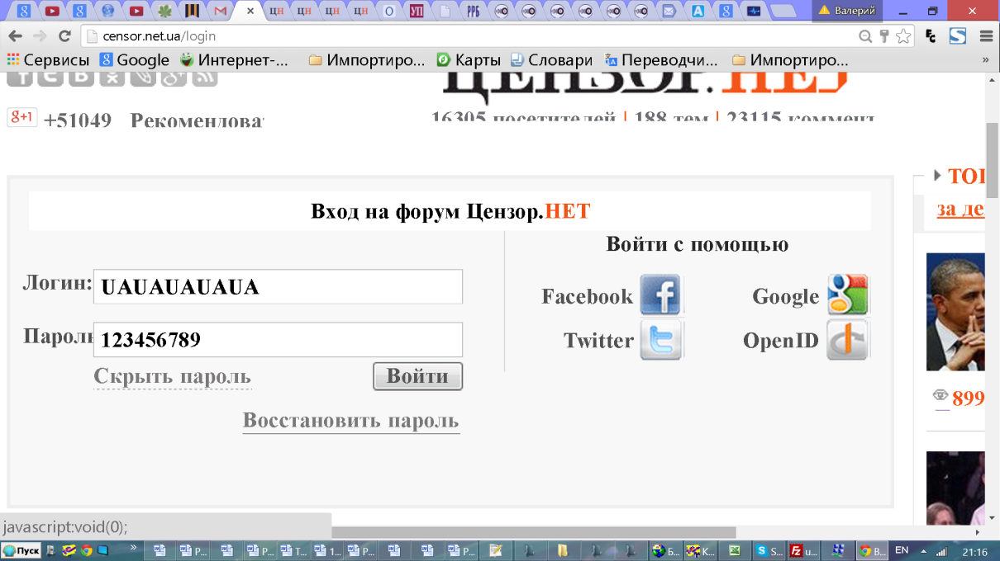 Валерий
censor.net.ua/login
Сервисы Google Интернет-... Импортиро... Карты Словари Переводчи... Импортиро...
ЦЕНЗОР.НЕТ
+51049 Рекомендова
16305 посетителей | 188 тем | 23115 коммент
Вход на форум Цензор.НЕТ
ТОП
за де
Войти с помощью
Логин: UAUAUAUAUA
Facebook Google
Пароль 123456789
Twitter OpenID
Скрыть пароль Войти
899
Восстановить пароль
javascript:void(0);
Пуск EN 21:16